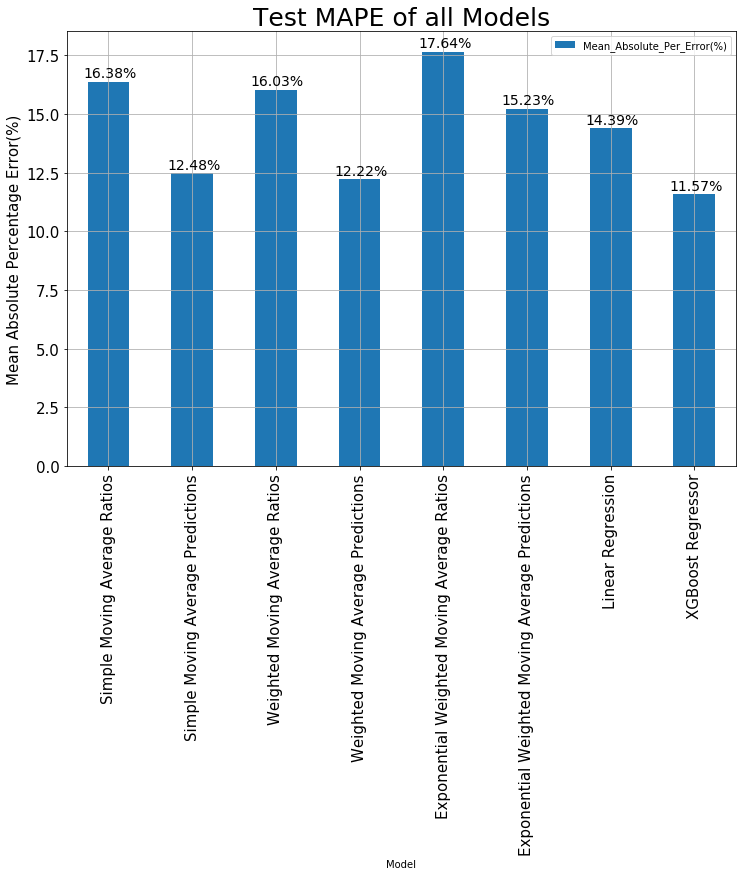 Test MAPE of all Models
Mean_Absolute_Per_Error(%)
Mean Absolute Percentage Error(%)
17.5
15.0
12.5
10.0
7.5
5.0
2.5
0.0
16.38%
12.48%
16.03%
12.22%
17.64%
15.23%
14.39%
11.57%
Simple Moving Average Ratios
Simple Moving Average Predictions
Weighted Moving Average Ratios
Weighted Moving Average Predictions
Exponential Weighted Moving Average Ratios
Exponential Weighted Moving Average Predictions
Linear Regression
XGBoost Regressor
Model